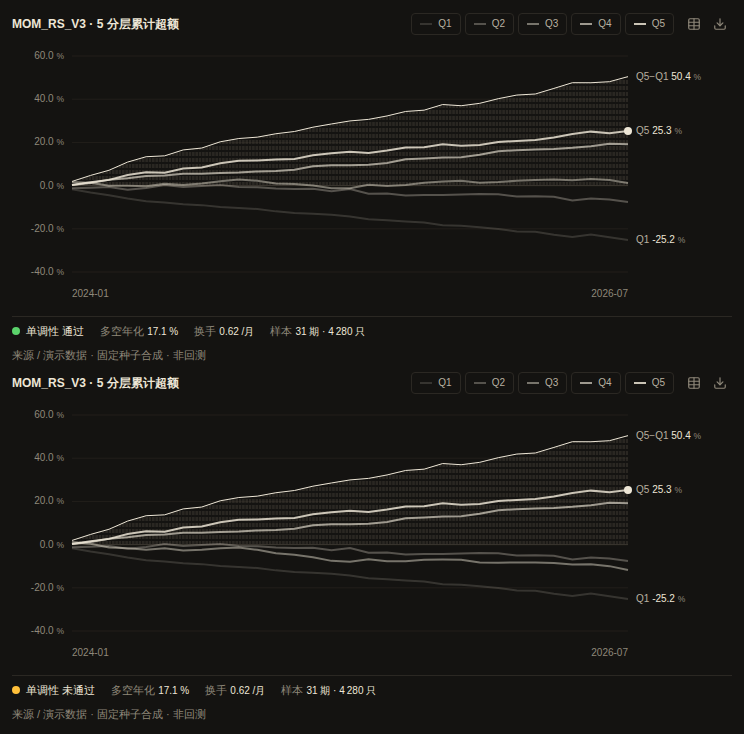 MOM_RS_V3 · 5 分层累计超额
Q1 Q2 Q3 Q4 Q5
60.0 %
40.0 %
20.0 %
0.0 %
-20.0 %
-40.0 %
Q5−Q1 50.4 %
Q5 25.3 %
Q1 -25.2 %
2024-01 2026-07
单调性 通过 多空年化 17.1 % 换手 0.62 /月 样本 31 期 · 4 280 只
来源 / 演示数据 · 固定种子合成 · 非回测
MOM_RS_V3 · 5 分层累计超额
Q1 Q2 Q3 Q4 Q5
60.0 %
40.0 %
20.0 %
0.0 %
-20.0 %
-40.0 %
Q5−Q1 50.4 %
Q5 25.3 %
Q1 -25.2 %
2024-01 2026-07
单调性 未通过 多空年化 17.1 % 换手 0.62 /月 样本 31 期 · 4 280 只
来源 / 演示数据 · 固定种子合成 · 非回测